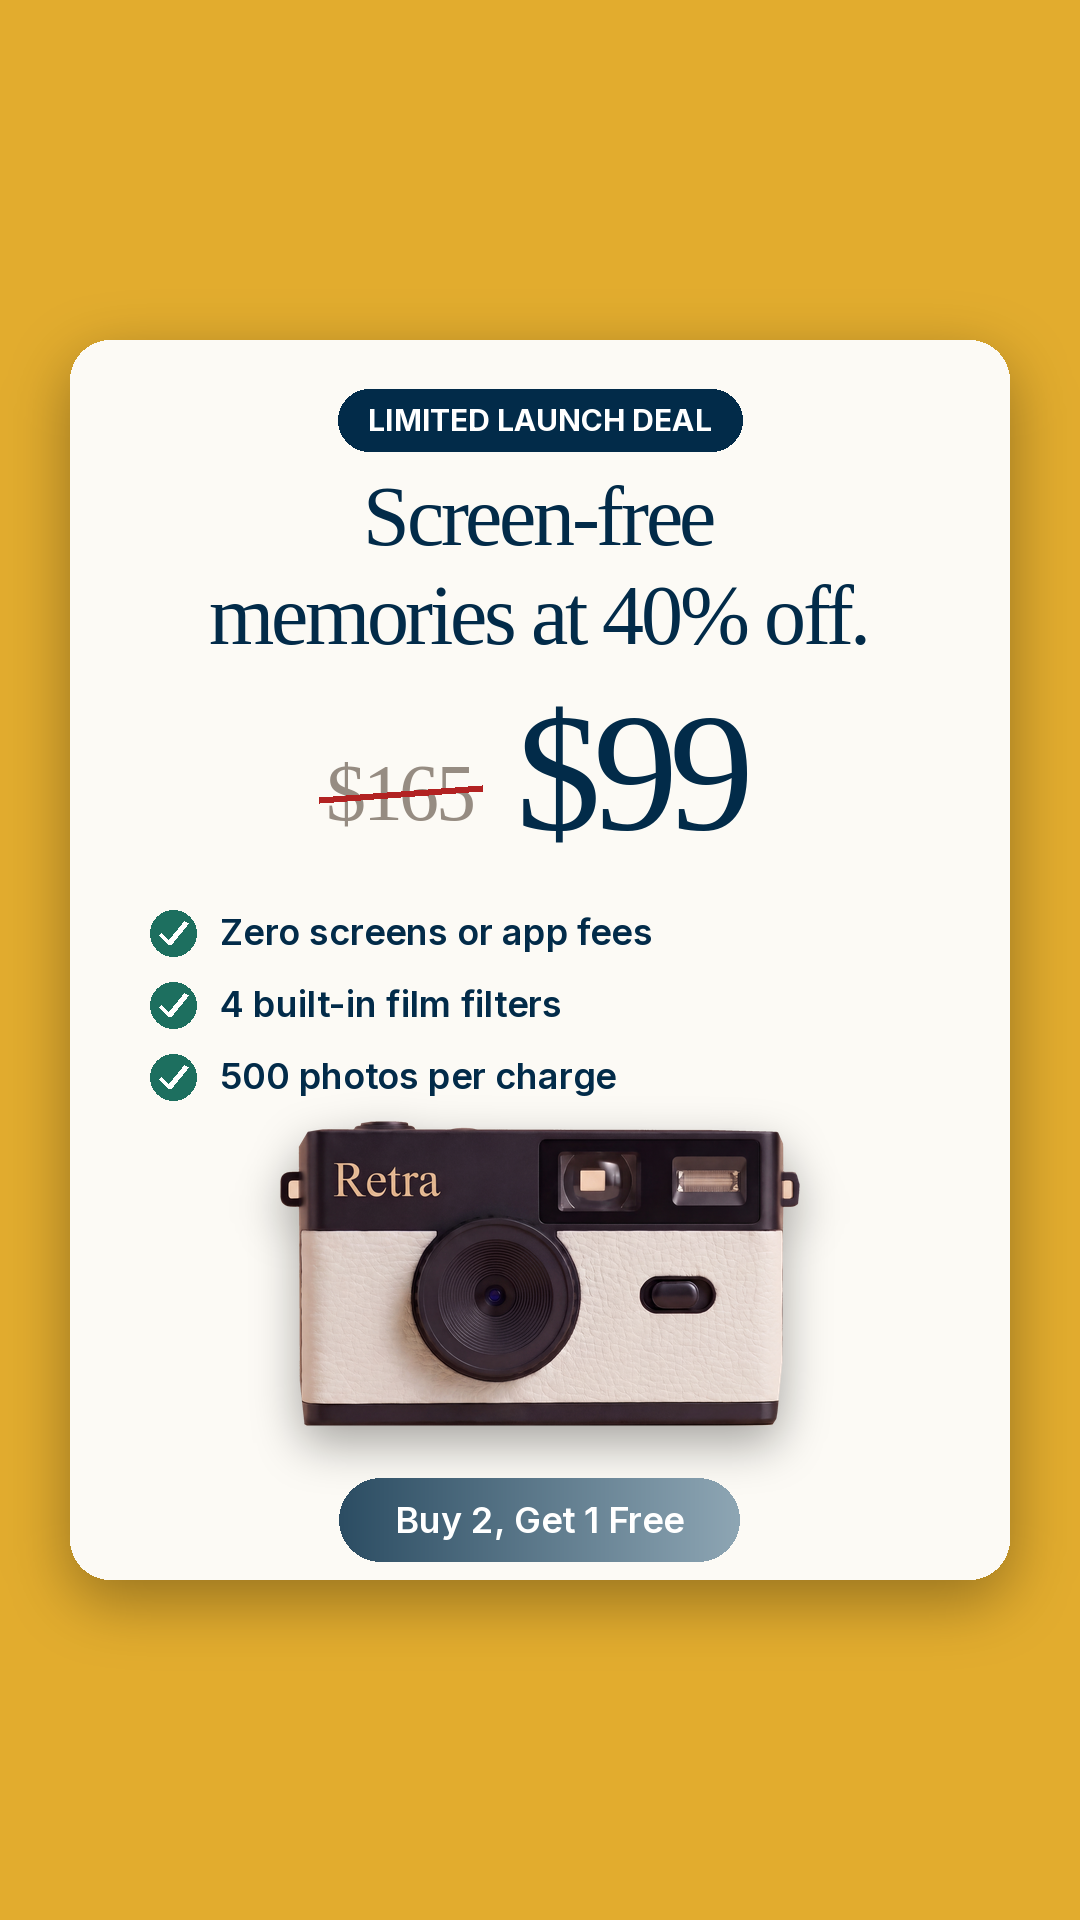 LIMITED LAUNCH DEAL
Screen-free
memories at 40% off.
$165 $99
Zero screens or app fees
4 built-in film filters
500 photos per charge
Retra
Buy 2, Get 1 Free